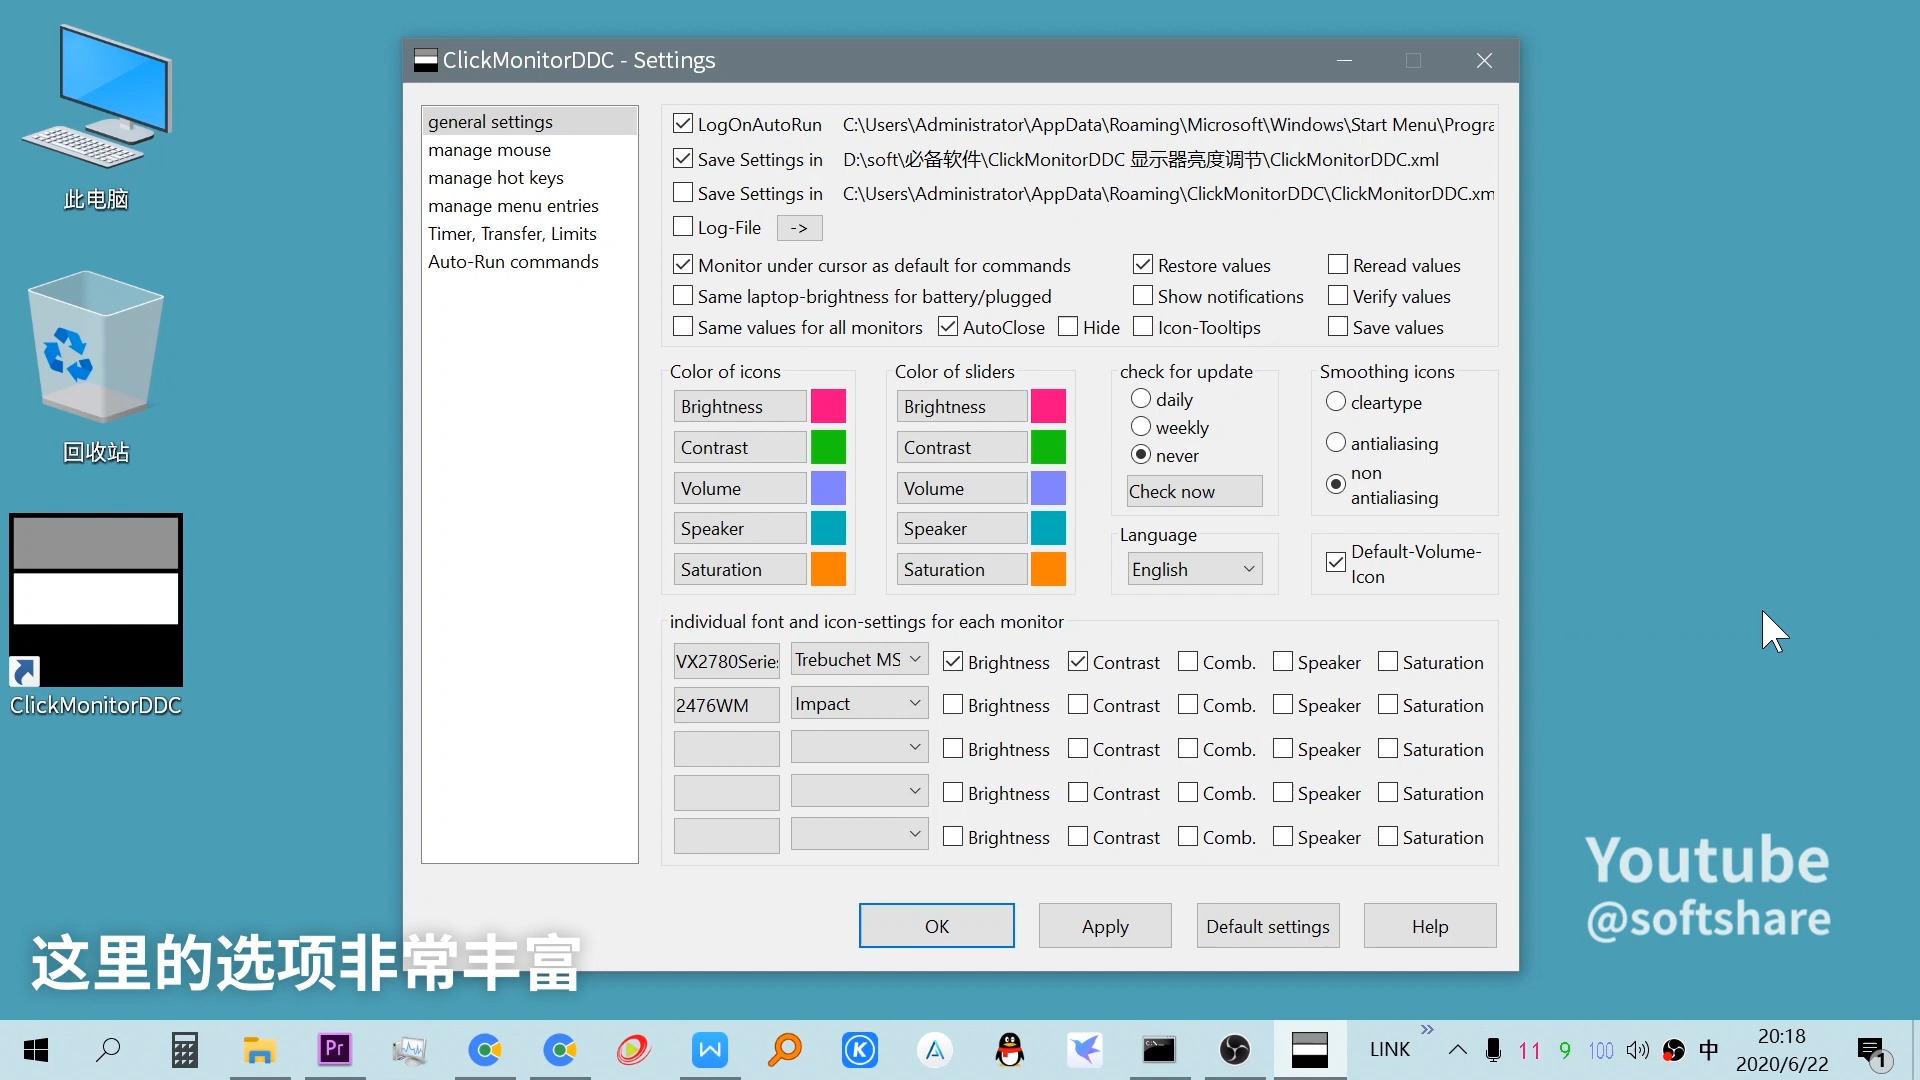 此电脑
回收站
ClickMonitorDDC
ClickMonitorDDC - Settings
general settings
manage mouse
manage hot keys
manage menu entries
Timer, Transfer, Limits
Auto-Run commands
LogOnAutoRun C:\Users\Administrator\AppData\Roaming\Microsoft\Windows\Start Menu\Progra
Save Settings in D:\soft\必备软件\ClickMonitorDDC 显示器亮度调节\ClickMonitorDDC.xml
Save Settings in C:\Users\Administrator\AppData\Roaming\ClickMonitorDDC\ClickMonitorDDC.xm
Log-File ->
Monitor under cursor as default for commands Restore values Reread values
Same laptop-brightness for battery/plugged Show notifications Verify values
Same values for all monitors AutoClose Hide Icon-Tooltips Save values
Color of icons
Brightness
Contrast
Volume
Speaker
Saturation
Color of sliders
Brightness
Contrast
Volume
Speaker
Saturation
check for update
daily
weekly
never
Check now
Language
English
Smoothing icons
cleartype
antialiasing
non
antialiasing
Default-Volume-
Icon
individual font and icon-settings for each monitor
VX2780Series Trebuchet MS Brightness Contrast Comb. Speaker Saturation
2476WM Impact Brightness Contrast Comb. Speaker Saturation
Brightness Contrast Comb. Speaker Saturation
Brightness Contrast Comb. Speaker Saturation
Brightness Contrast Comb. Speaker Saturation
OK Apply Default settings Help
Youtube
@softshare
这里的选项非常丰富
Pr
LINK 11 9 100 中
20:18
2020/6/22
1